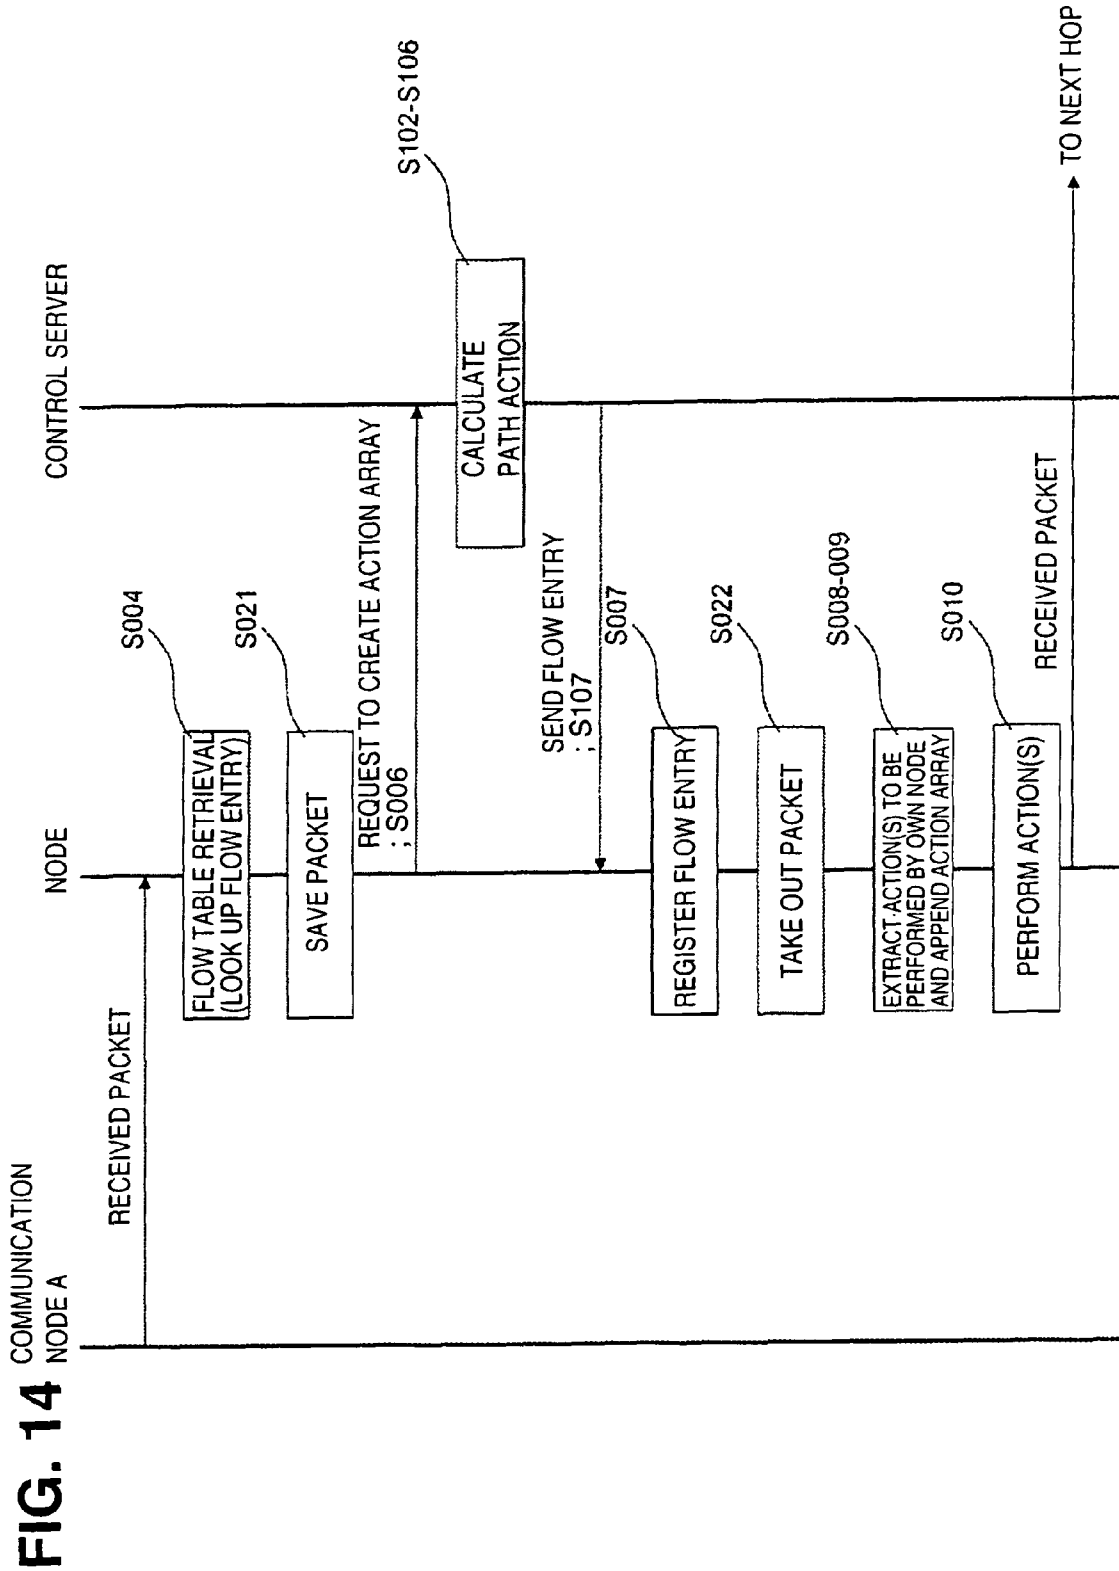 FIG. 14
COMMUNICATION
NODE A
NODE
CONTROL SERVER
RECEIVED PACKET
FLOW TABLE RETRIEVAL
(LOOK UP FLOW ENTRY)
S004
SAVE PACKET
S021
REQUEST TO CREATE ACTION ARRAY
; S006
CALCULATE
PATH ACTION
S102-S106
SEND FLOW ENTRY
; S107
REGISTER FLOW ENTRY
S007
TAKE OUT PACKET
S022
EXTRACT ACTION(S) TO BE
PERFORMED BY OWN NODE
AND APPEND ACTION ARRAY
S008-009
PERFORM ACTION(S)
S010
RECEIVED PACKET
TO NEXT HOP